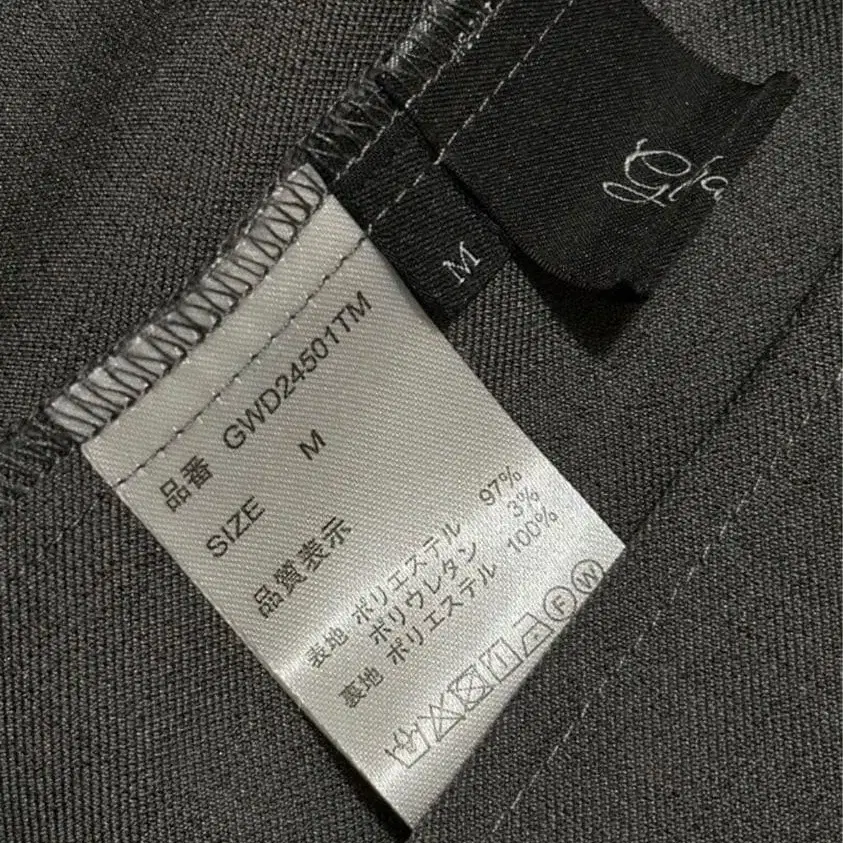 Gla
M
品番 GWD24501TM
SIZE M
品質表示
表地 ポリエステル 97%
ポリウレタン 3%
裏地 ポリエステル 100%
F W